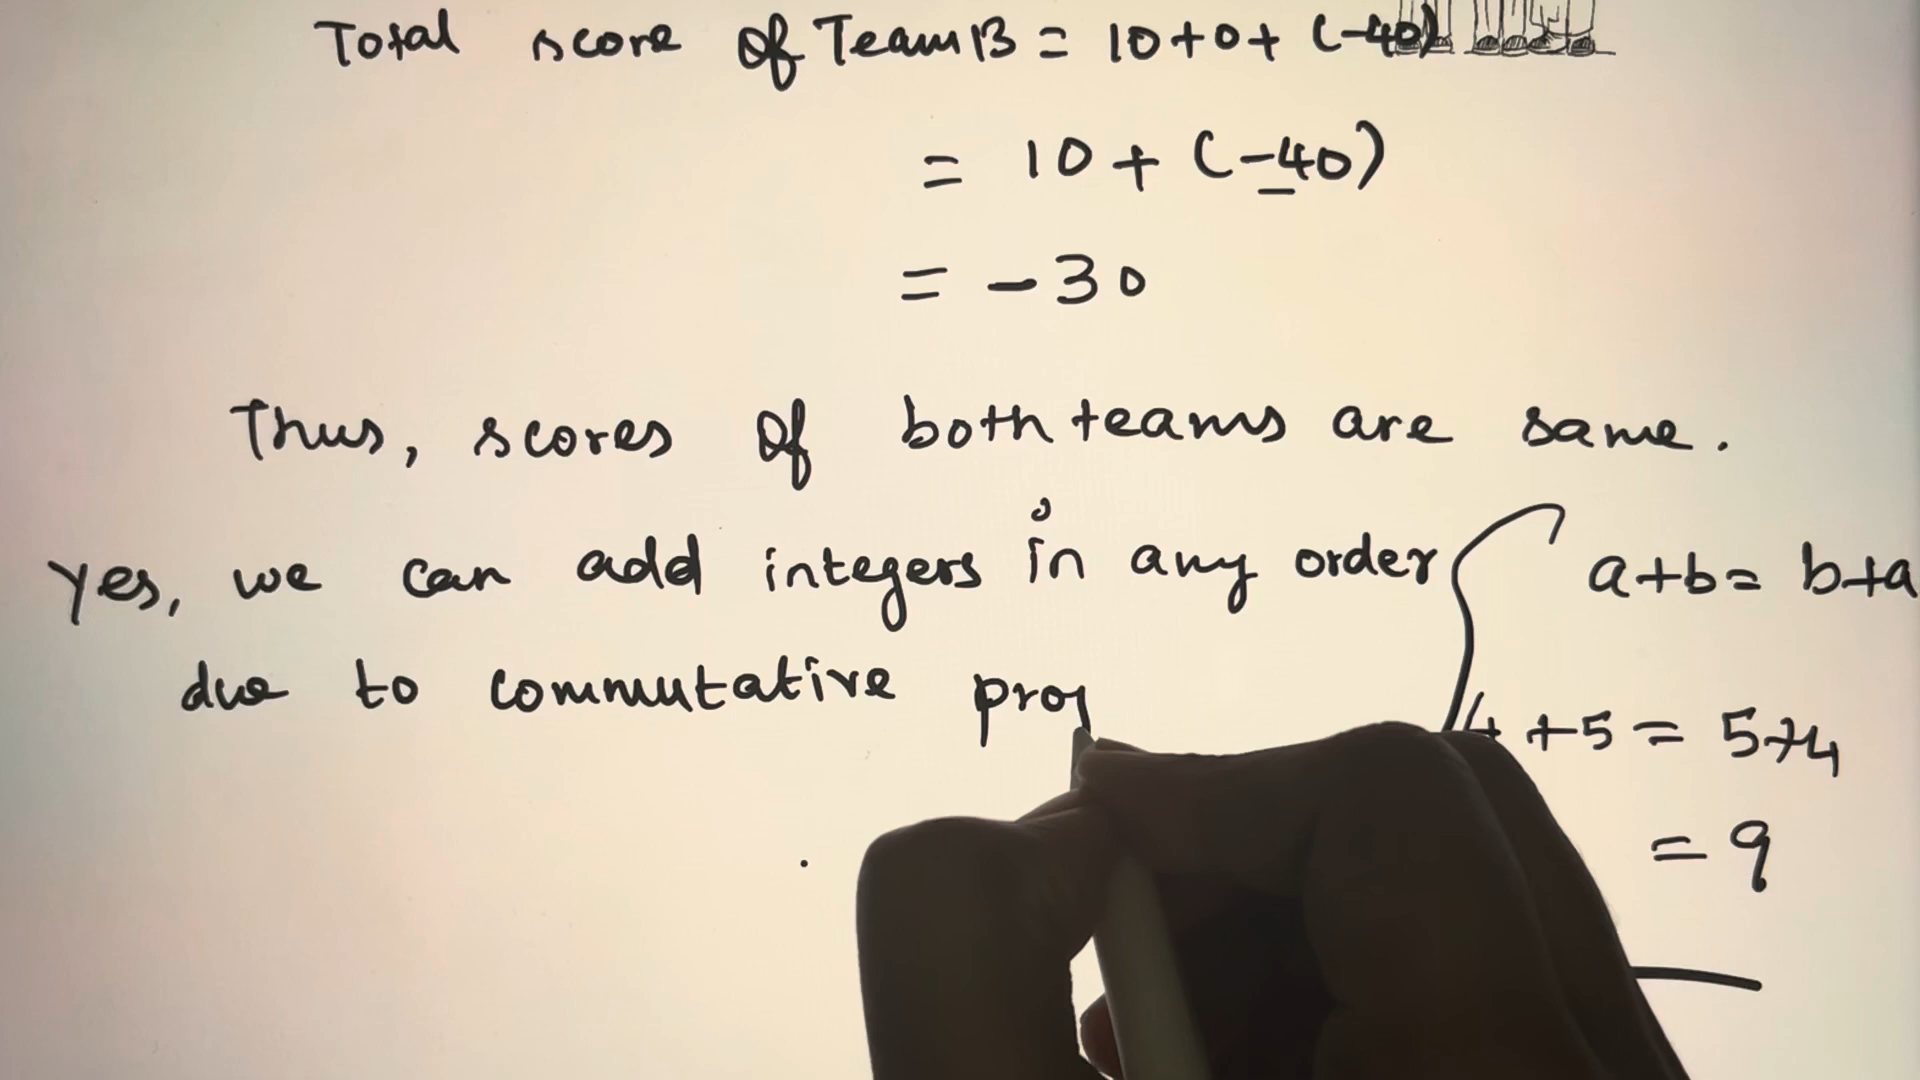 Total score of Team B = 10+0+ (-40)
= 10 + (-40)
= -30
Thus, scores of both teams are same.
yes, we can add integers in any order
due to commutative
a+b= b+a
4+5 = 5+4
= 9